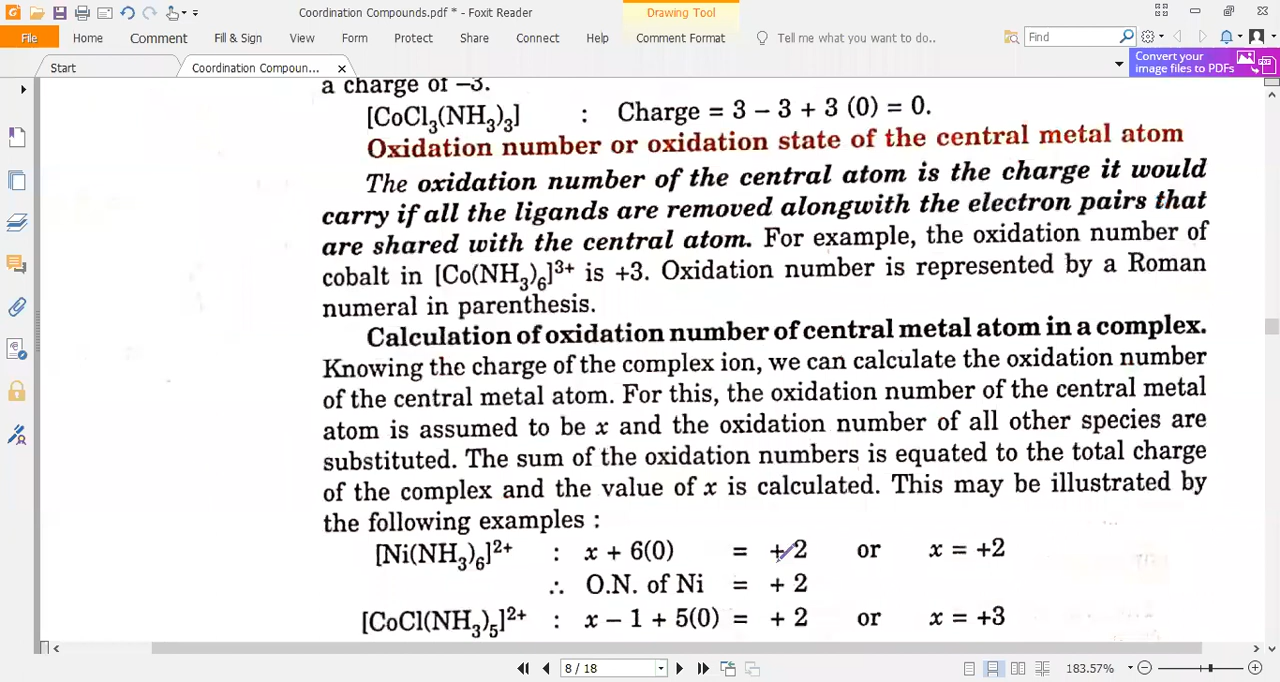 Coordination Compounds.pdf * - Foxit Reader
Drawing Tool
File Home Comment Fill & Sign View Form Protect Share Connect Help Comment Format Tell me what you want to do.. Find
Start
Coordination Compoun...
Convert your
image files to PDFs
a charge of –3.
[CoCl₃(NH₃)₃] : Charge = 3 – 3 + 3 (0) = 0.
Oxidation number or oxidation state of the central metal atom
The oxidation number of the central atom is the charge it would
carry if all the ligands are removed alongwith the electron pairs that
are shared with the central atom. For example, the oxidation number of
cobalt in [Co(NH₃)₆]³⁺ is +3. Oxidation number is represented by a Roman
numeral in parenthesis.
Calculation of oxidation number of central metal atom in a complex.
Knowing the charge of the complex ion, we can calculate the oxidation number
of the central metal atom. For this, the oxidation number of the central metal
atom is assumed to be x and the oxidation number of all other species are
substituted. The sum of the oxidation numbers is equated to the total charge
of the complex and the value of x is calculated. This may be illustrated by
the following examples :
[Ni(NH₃)₆]²⁺ : x + 6(0) = +2 or x = +2
∴ O.N. of Ni = + 2
[CoCl(NH₃)₅]²⁺ : x – 1 + 5(0) = + 2 or x = +3
8 / 18
183.57%